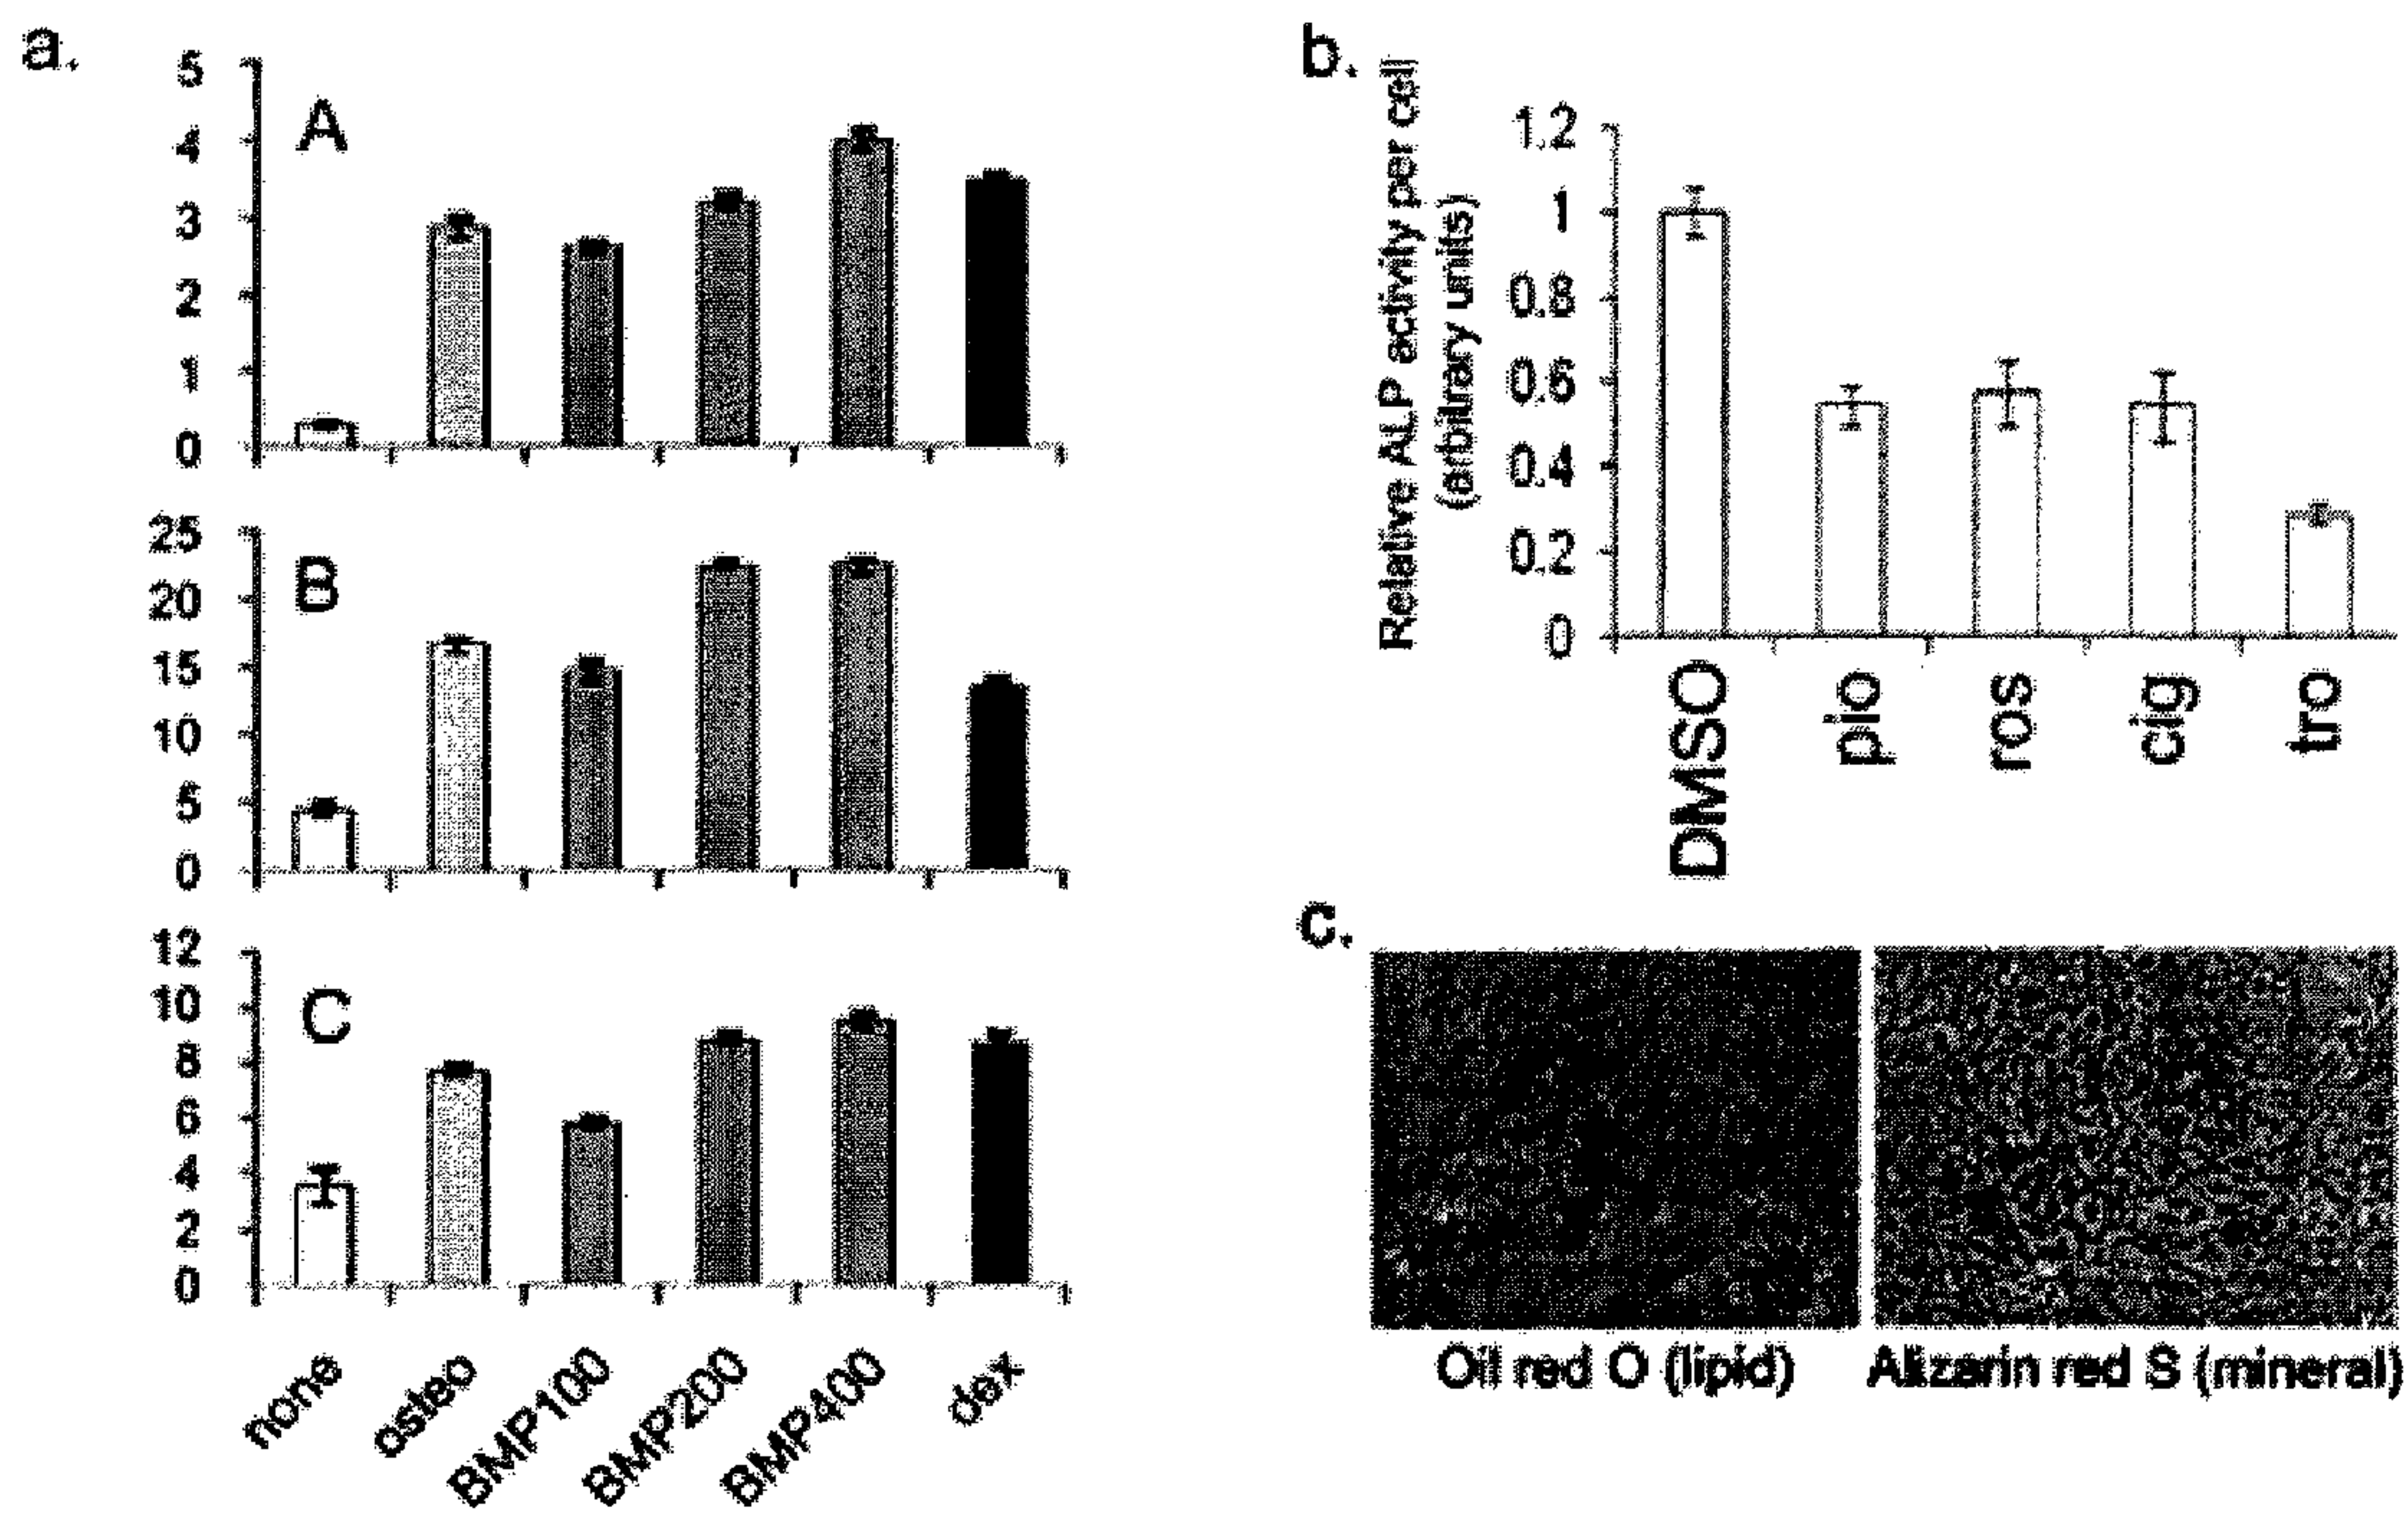 a.
5
4
3
2
1
0
A
25
20
15
10
5
0
B
12
10
8
6
4
2
0
C
none
osteo
BMP100
BMP200
BMP400
dex
b.
Relative ALP activity per cell
(arbitrary units)
1.2
1
0.8
0.6
0.4
0.2
0
DMSO
pio
ros
cig
tro
c.
Oil red O (lipid)
Alizarin red S (mineral)